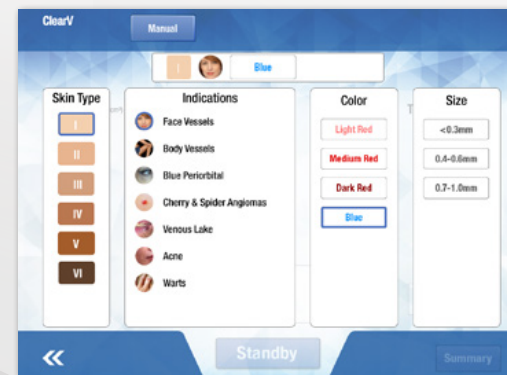 ClearV
Manual
I
Blue
Skin Type
I
II
III
IV
V
VI
Indications
Face Vessels
Body Vessels
Blue Periorbital
Cherry & Spider Angiomas
Venous Lake
Acne
Warts
Color
Light Red
Medium Red
Dark Red
Blue
Size
<0.3mm
0.4-0.6mm
0.7-1.0mm
Standby
Summary